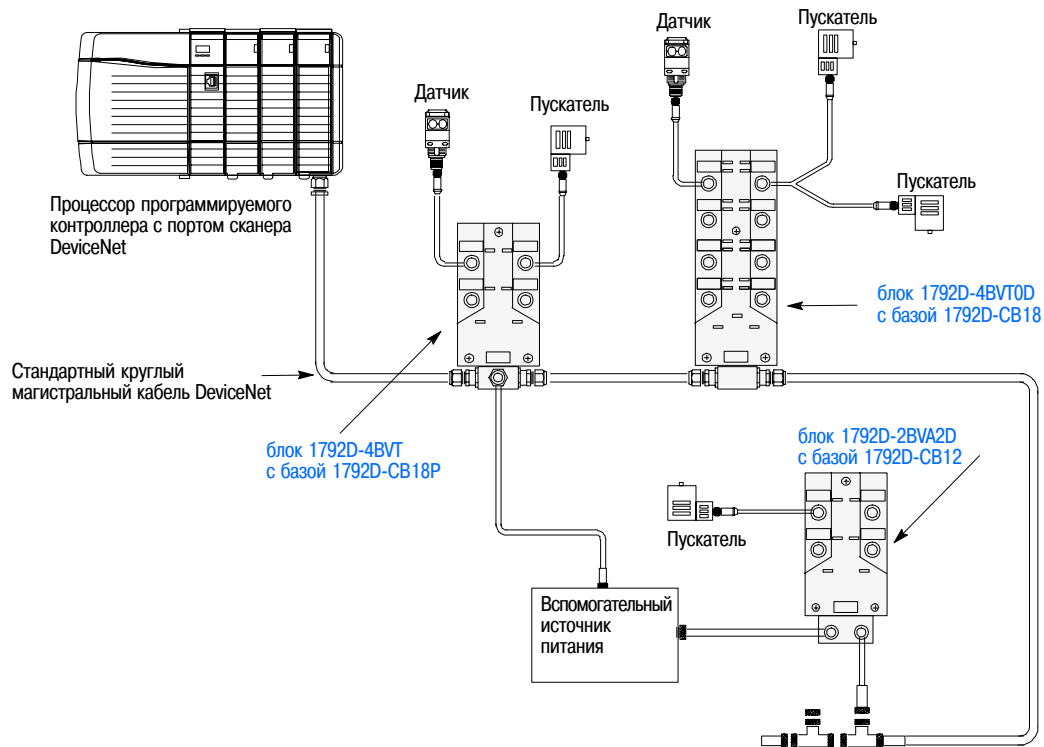 Датчик
Пускатель
Датчик
Пускатель
Пускатель
Процессор программируемого
контроллера с портом сканера
DeviceNet
блок 1792D-4BVT0D
с базой 1792D-CB18
Стандартный круглый
магистральный кабель DeviceNet
блок 1792D-4BVT
с базой 1792D-CB18P
блок 1792D-2BVA2D
с базой 1792D-CB12
Пускатель
Вспомогательный
источник
питания